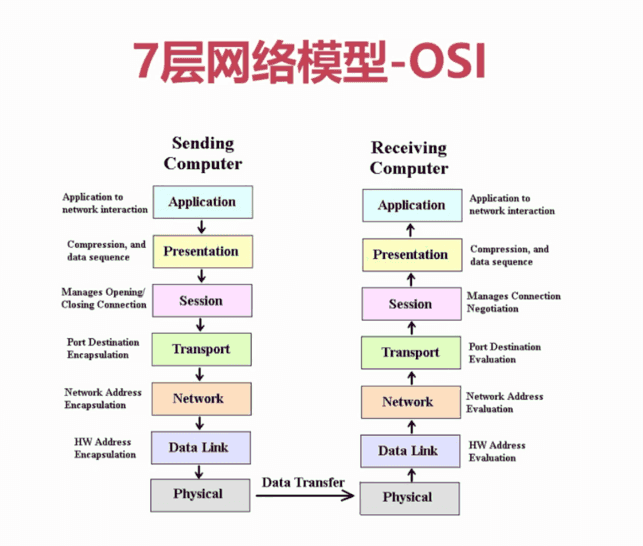 7层网络模型-OSI
Sending
Computer
Application to
network interaction
Application
Compression, and
data sequence
Presentation
Manages Opening/
Closing Connection
Session
Port Destination
Encapsulation
Transport
Network Address
Encapsulation
Network
HW Address
Encapsulation
Data Link
Physical
Data Transfer
Receiving
Computer
Application
Application to
network interaction
Presentation
Compression, and
data sequence
Session
Manages Connection
Negotiation
Transport
Port Destination
Evaluation
Network
Network Address
Evaluation
Data Link
HW Address
Evaluation
Physical